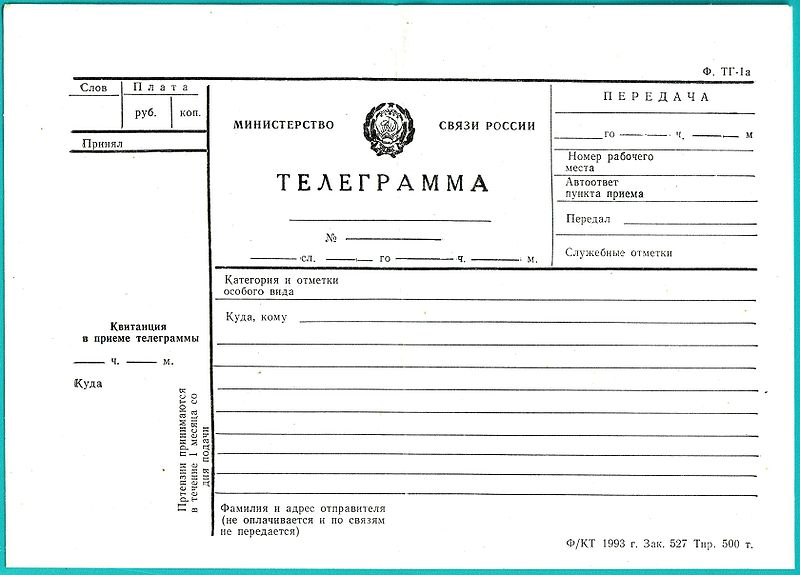 Ф. ТГ-1а
Слов
Плата
руб. коп.
Принял
МИНИСТЕРСТВО СВЯЗИ РОССИИ
ТЕЛЕГРАММА
№
сл. го ч. м.
ПЕРЕДАЧА
го ч. м
Номер рабочего
места
Автоответ
пункта приема
Передал
Служебные отметки
Категория и отметки
особого вида
Куда, кому
Квитанция
в приеме телеграммы
ч. м.
Куда
Пртензии принимаются
в течение 1 месяца со
дня подачи
Фамилия и адрес отправителя
(не оплачивается и по связям
не передается)
Ф/КТ 1993 г. Зак. 527 Тир. 500 т.